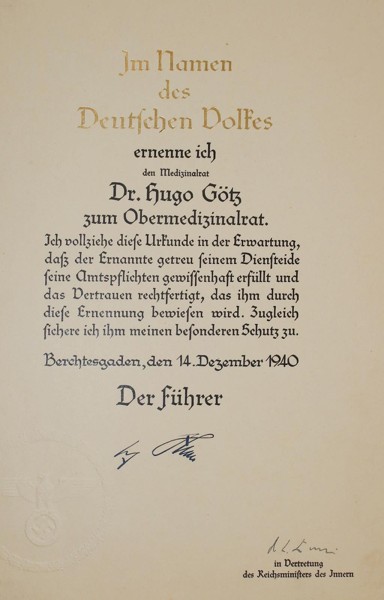 Im Namen
des
Deutschen Volkes
ernenne ich
den Medizinalrat
Dr. Hugo Götz
zum Obermedizinalrat.
Ich vollziehe diese Urkunde in der Erwartung,
daß der Ernannte getreu seinem Diensteide
seine Amtspflichten gewissenhaft erfüllt und
das Vertrauen rechtfertigt, das ihm durch
diese Ernennung bewiesen wird. Zugleich
sichere ich ihm meinen besonderen Schutz zu.
Berchtesgaden, den 14. Dezember 1940
Der Führer
in Vertretung
des Reichsministers des Innern